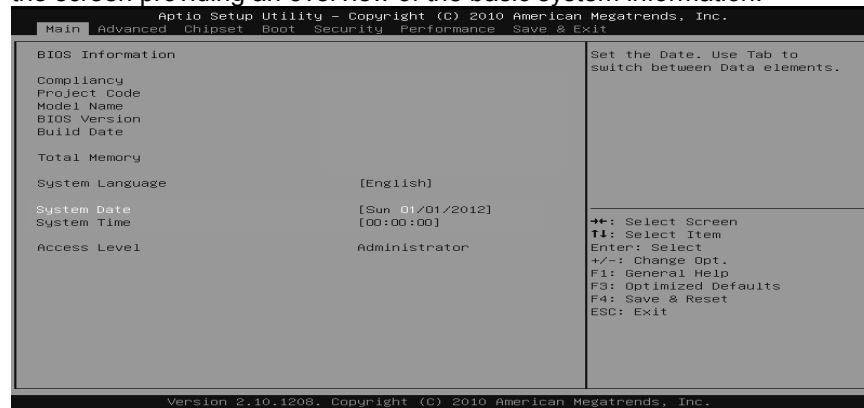 the screen providing an overview of the basic system information.
Aptio Setup Utility – Copyright (C) 2010 American Megatrends, Inc.
Main Advanced Chipset Boot Security Performance Save & Exit
BIOS Information
Compliancy
Project Code
Model Name
BIOS Version
Build Date
Total Memory
System Language [English]
System Date [Sun 01/01/2012]
System Time [00:00:00]
Access Level Administrator
Set the Date. Use Tab to
switch between Data elements.
→←: Select Screen
↑↓: Select Item
Enter: Select
+/-: Change Opt.
F1: General Help
F3: Optimized Defaults
F4: Save & Reset
ESC: Exit
Version 2.10.1208. Copyright (C) 2010 American Megatrends, Inc.